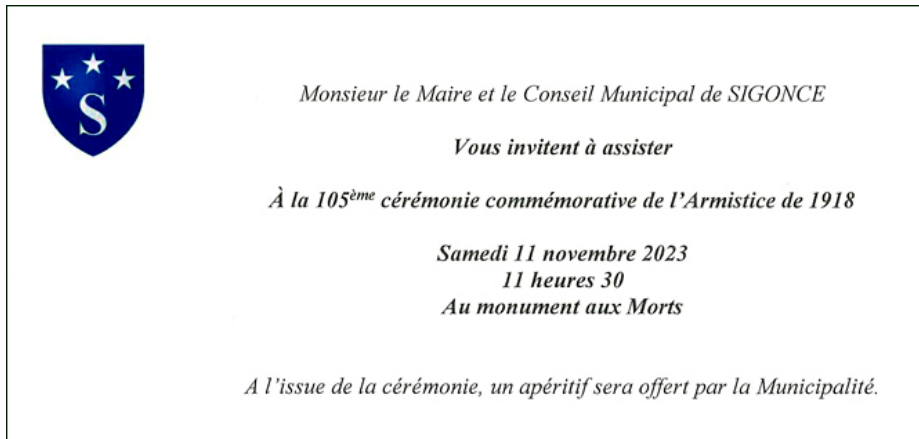 S
Monsieur le Maire et le Conseil Municipal de SIGONCE
Vous invitent à assister
À la 105ème cérémonie commémorative de l’Armistice de 1918
Samedi 11 novembre 2023
11 heures 30
Au monument aux Morts
A l’issue de la cérémonie, un apéritif sera offert par la Municipalité.